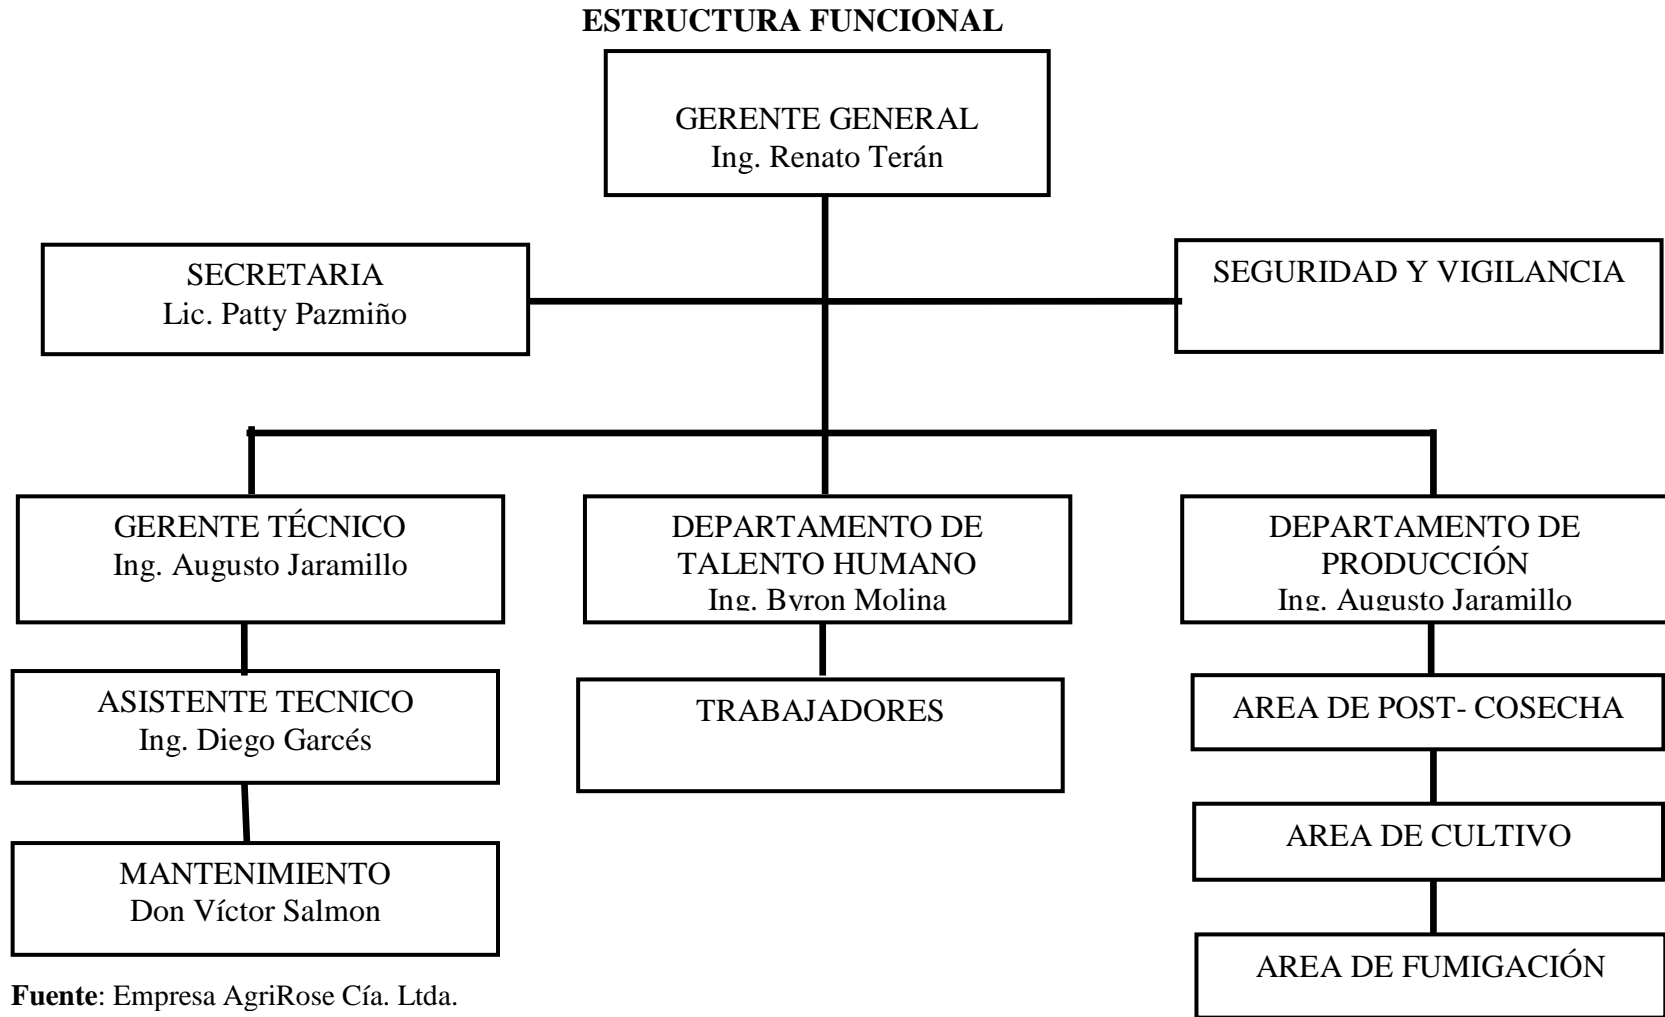 ESTRUCTURA FUNCIONAL
GERENTE GENERAL
Ing. Renato Terán
SECRETARIA
Lic. Patty Pazmiño
SEGURIDAD Y VIGILANCIA
GERENTE TÉCNICO
Ing. Augusto Jaramillo
DEPARTAMENTO DE
TALENTO HUMANO
Ing. Byron Molina
DEPARTAMENTO DE
PRODUCCIÓN
Ing. Augusto Jaramillo
ASISTENTE TECNICO
Ing. Diego Garcés
TRABAJADORES
AREA DE POST- COSECHA
AREA DE CULTIVO
MANTENIMIENTO
Don Víctor Salmon
AREA DE FUMIGACIÓN
Fuente: Empresa AgriRose Cía. Ltda.